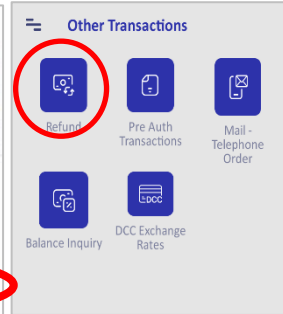 Other Transactions
Refund
Pre Auth
Transactions
Mail -
Telephone
Order
Balance Inquiry
DCC
DCC Exchange
Rates